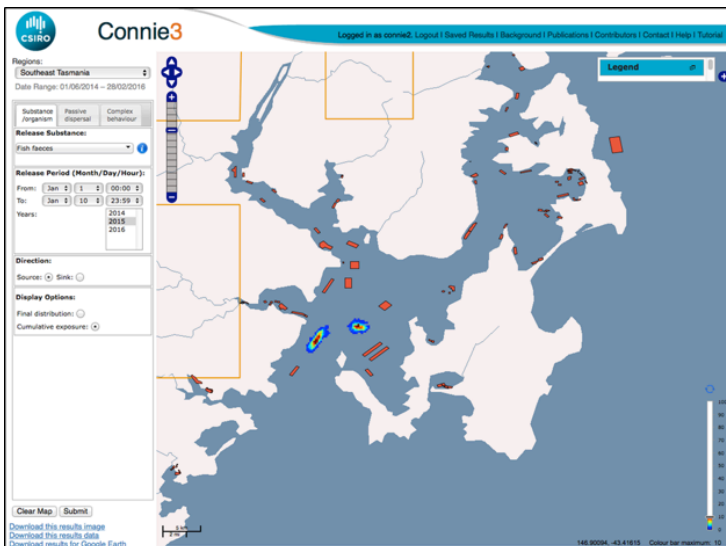 CSIRO
Connie3
Logged in as connie2. Logout | Saved Results | Background | Publications | Contributors | Contact | Help | Tutorial
Regions:
Southeast Tasmania
Date Range: 01/06/2014 – 28/02/2016
Legend
Substance /organism
Passive dispersal
Complex behaviour
Release Substance:
Fish faeces
Release Period (Month/Day/Hour):
From: Jan 1 00:00
To: Jan 10 23:59
Years:
2014
2015
2016
Direction:
Source: Sink:
Display Options:
Final distribution:
Cumulative exposure:
100
90
80
70
60
50
40
30
20
10
0
Clear Map Submit
Download this results image
Download this results data
Download results for Google Earth
2 mi
146.90094, -43.41615 Colour bar maximum: 10